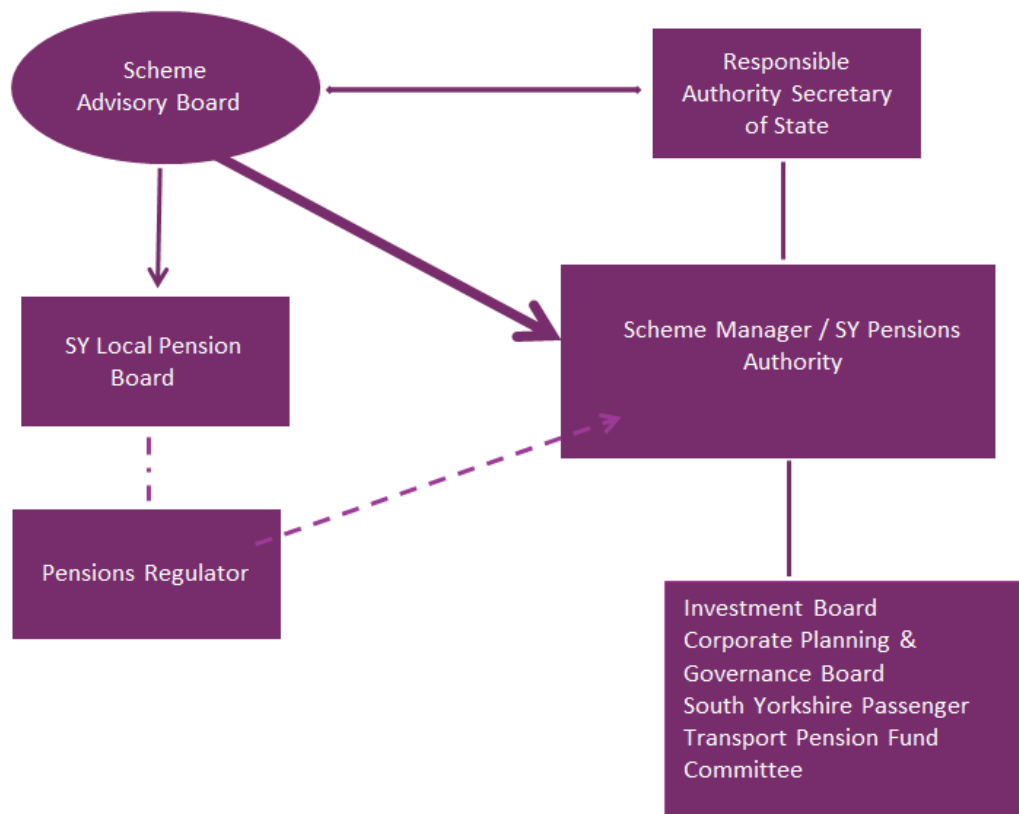 Scheme
Advisory Board
Responsible
Authority Secretary
of State
SY Local Pension
Board
Scheme Manager / SY Pensions
Authority
Pensions Regulator
Investment Board
Corporate Planning &
Governance Board
South Yorkshire Passenger
Transport Pension Fund
Committee